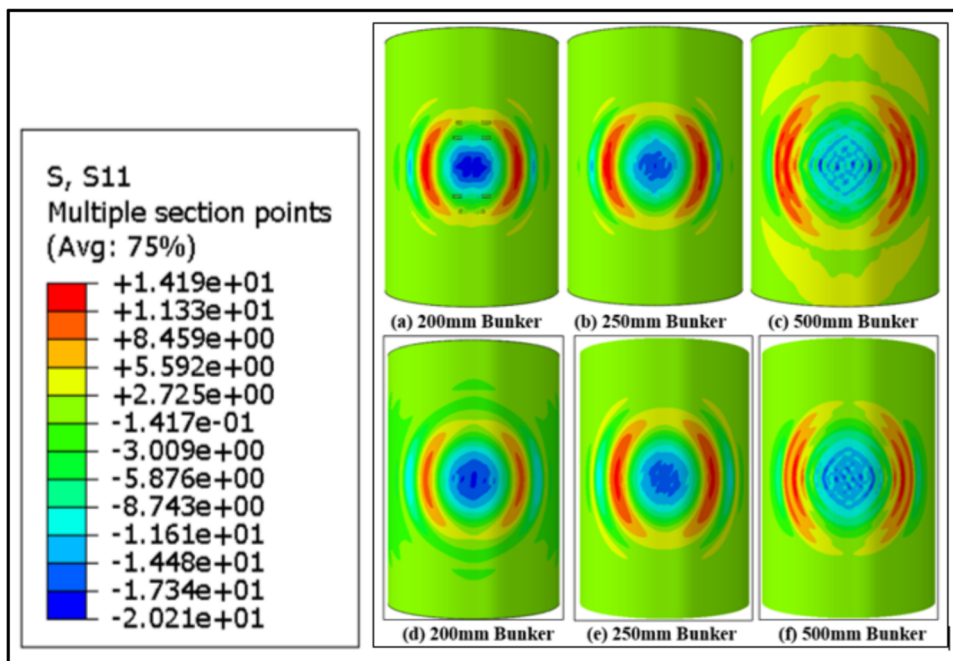 S, S11
Multiple section points
(Avg: 75%)
+1.419e+01
+1.133e+01
+8.459e+00
+5.592e+00
+2.725e+00
-1.417e-01
-3.009e+00
-5.876e+00
-8.743e+00
-1.161e+01
-1.448e+01
-1.734e+01
-2.021e+01
(a) 200mm Bunker
(b) 250mm Bunker
(c) 500mm Bunker
(d) 200mm Bunker
(e) 250mm Bunker
(f) 500mm Bunker